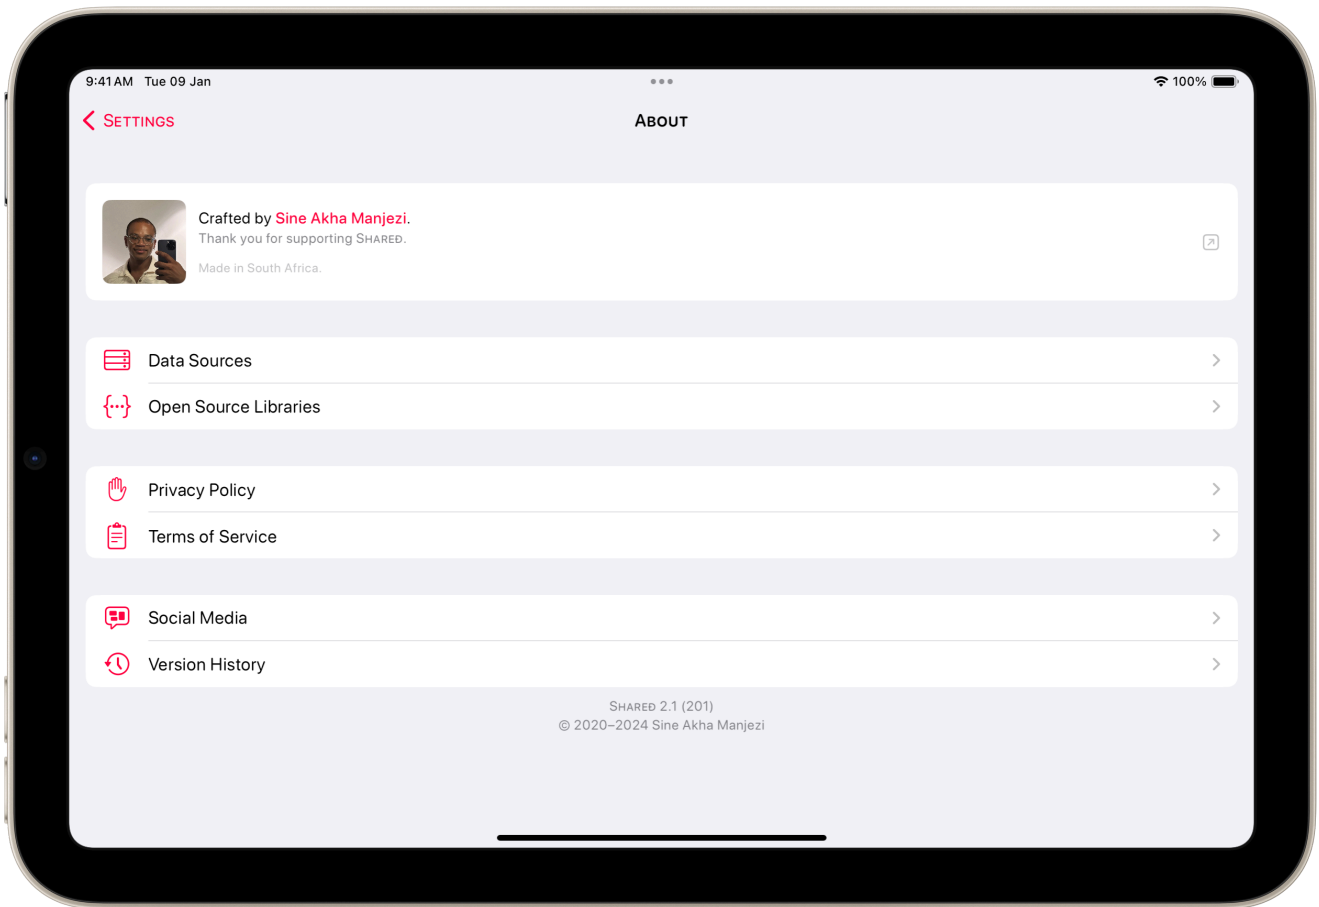 9:41 AM Tue 09 Jan
100%
SETTINGS
ABOUT
Crafted by Sine Akha Manjezi.
Thank you for supporting SHAREĐ.
Made in South Africa.
Data Sources
Open Source Libraries
Privacy Policy
Terms of Service
Social Media
Version History
SHAREĐ 2.1 (201)
© 2020–2024 Sine Akha Manjezi